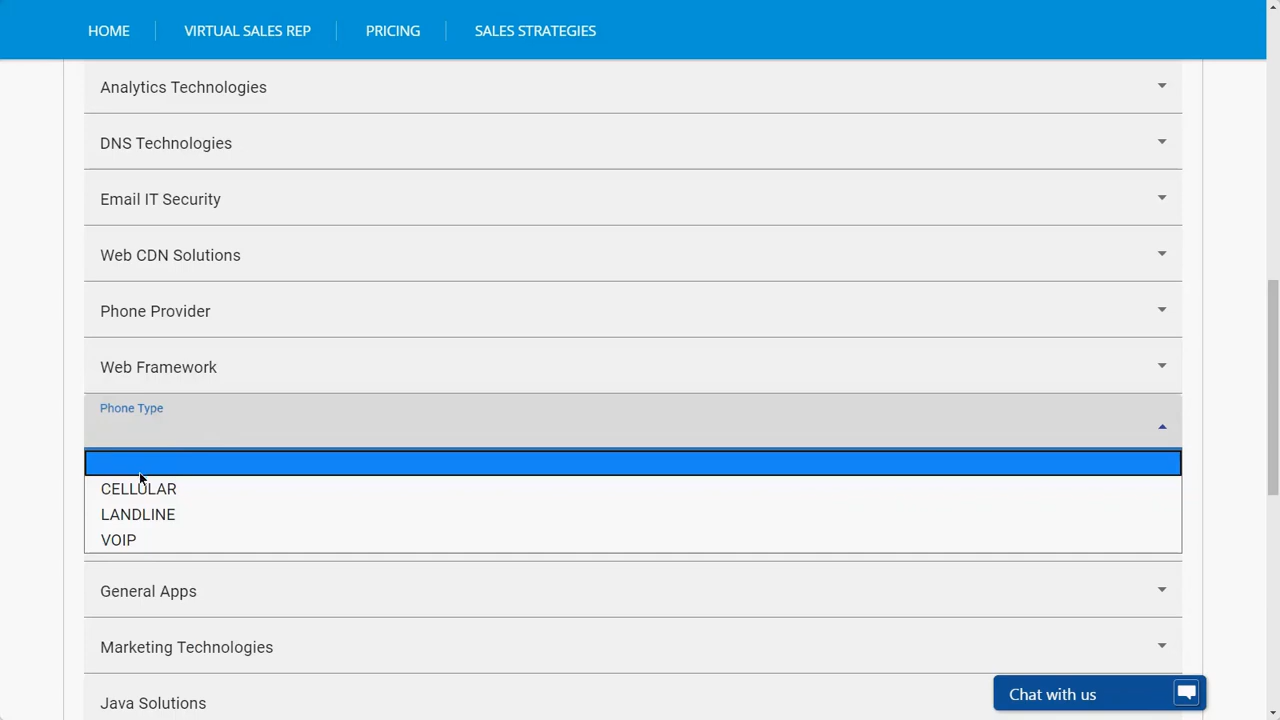 HOME
VIRTUAL SALES REP
PRICING
SALES STRATEGIES
Analytics Technologies
DNS Technologies
Email IT Security
Web CDN Solutions
Phone Provider
Web Framework
Phone Type
CELLULAR
LANDLINE
VOIP
General Apps
Marketing Technologies
Java Solutions
Chat with us